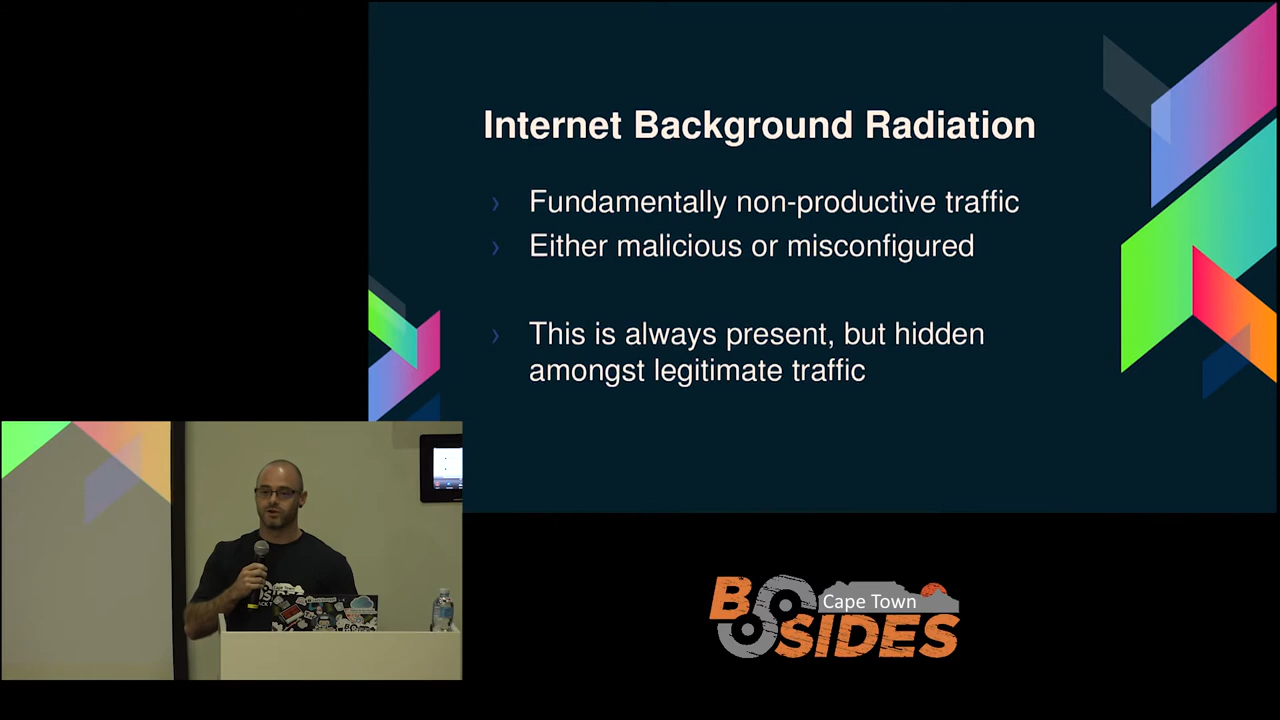 Internet Background Radiation
› Fundamentally non-productive traffic
› Either malicious or misconfigured
› This is always present, but hidden
amongst legitimate traffic
BSIDES
Cape Town